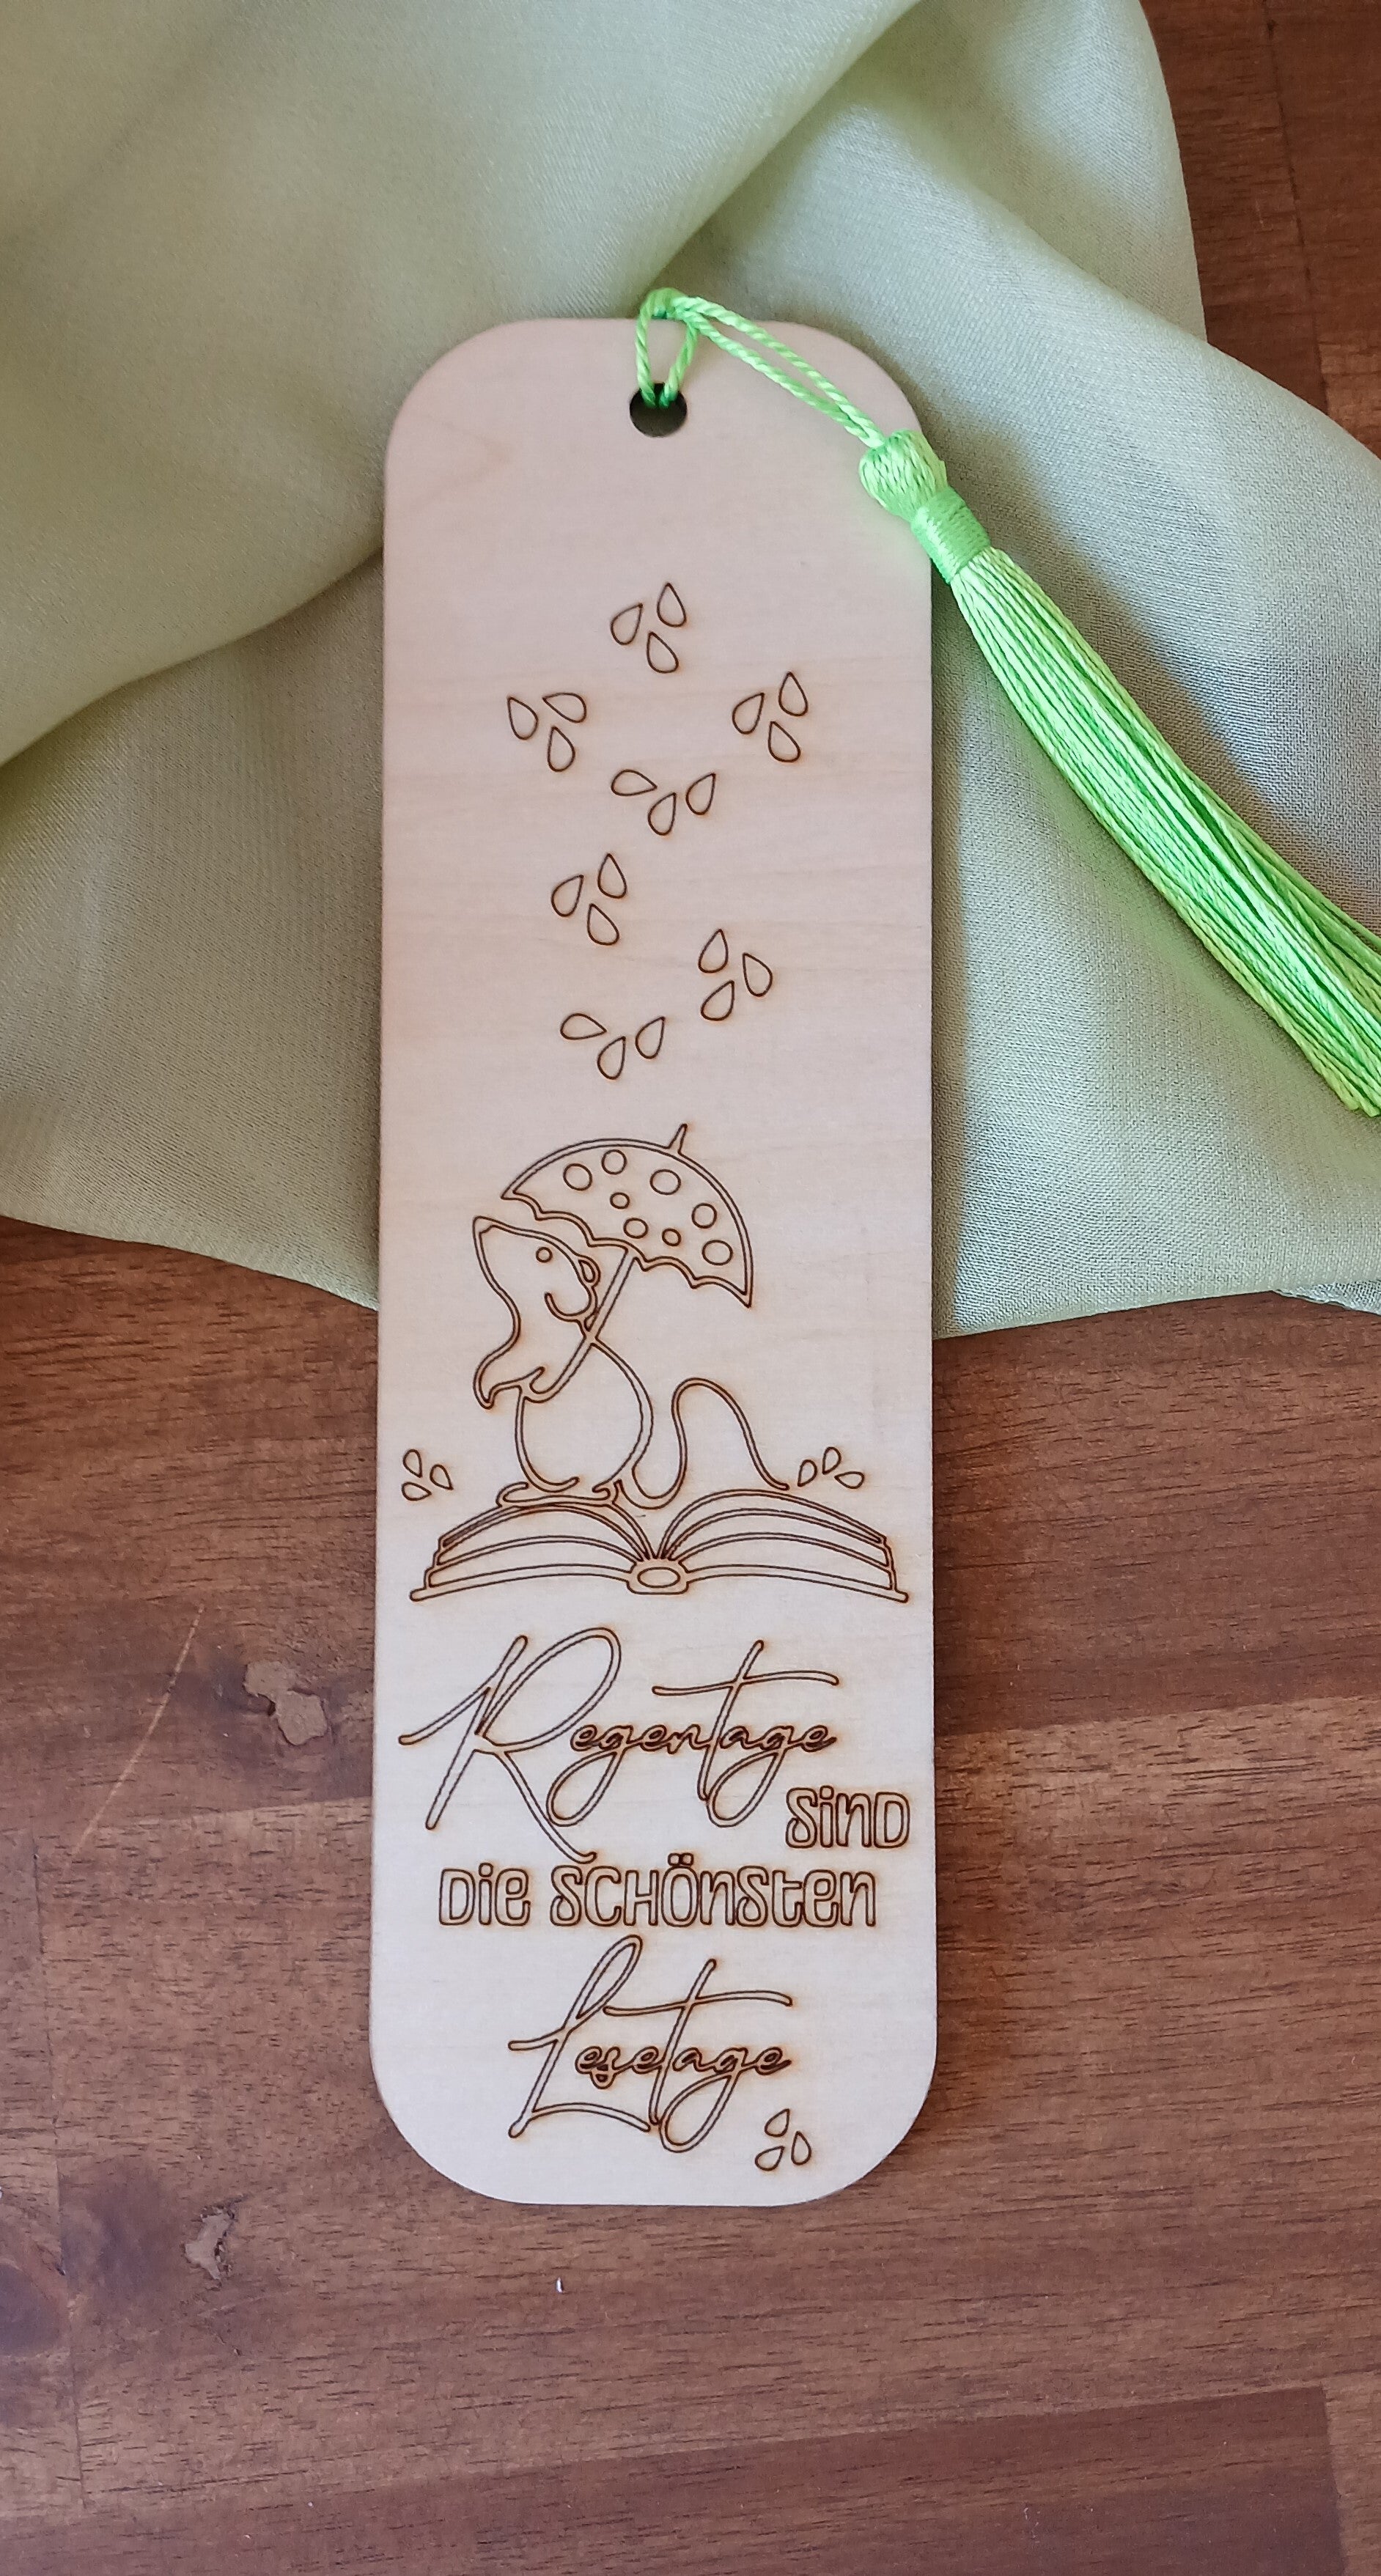 Regentage
sind
Die SCHÖnsten
Lesetage